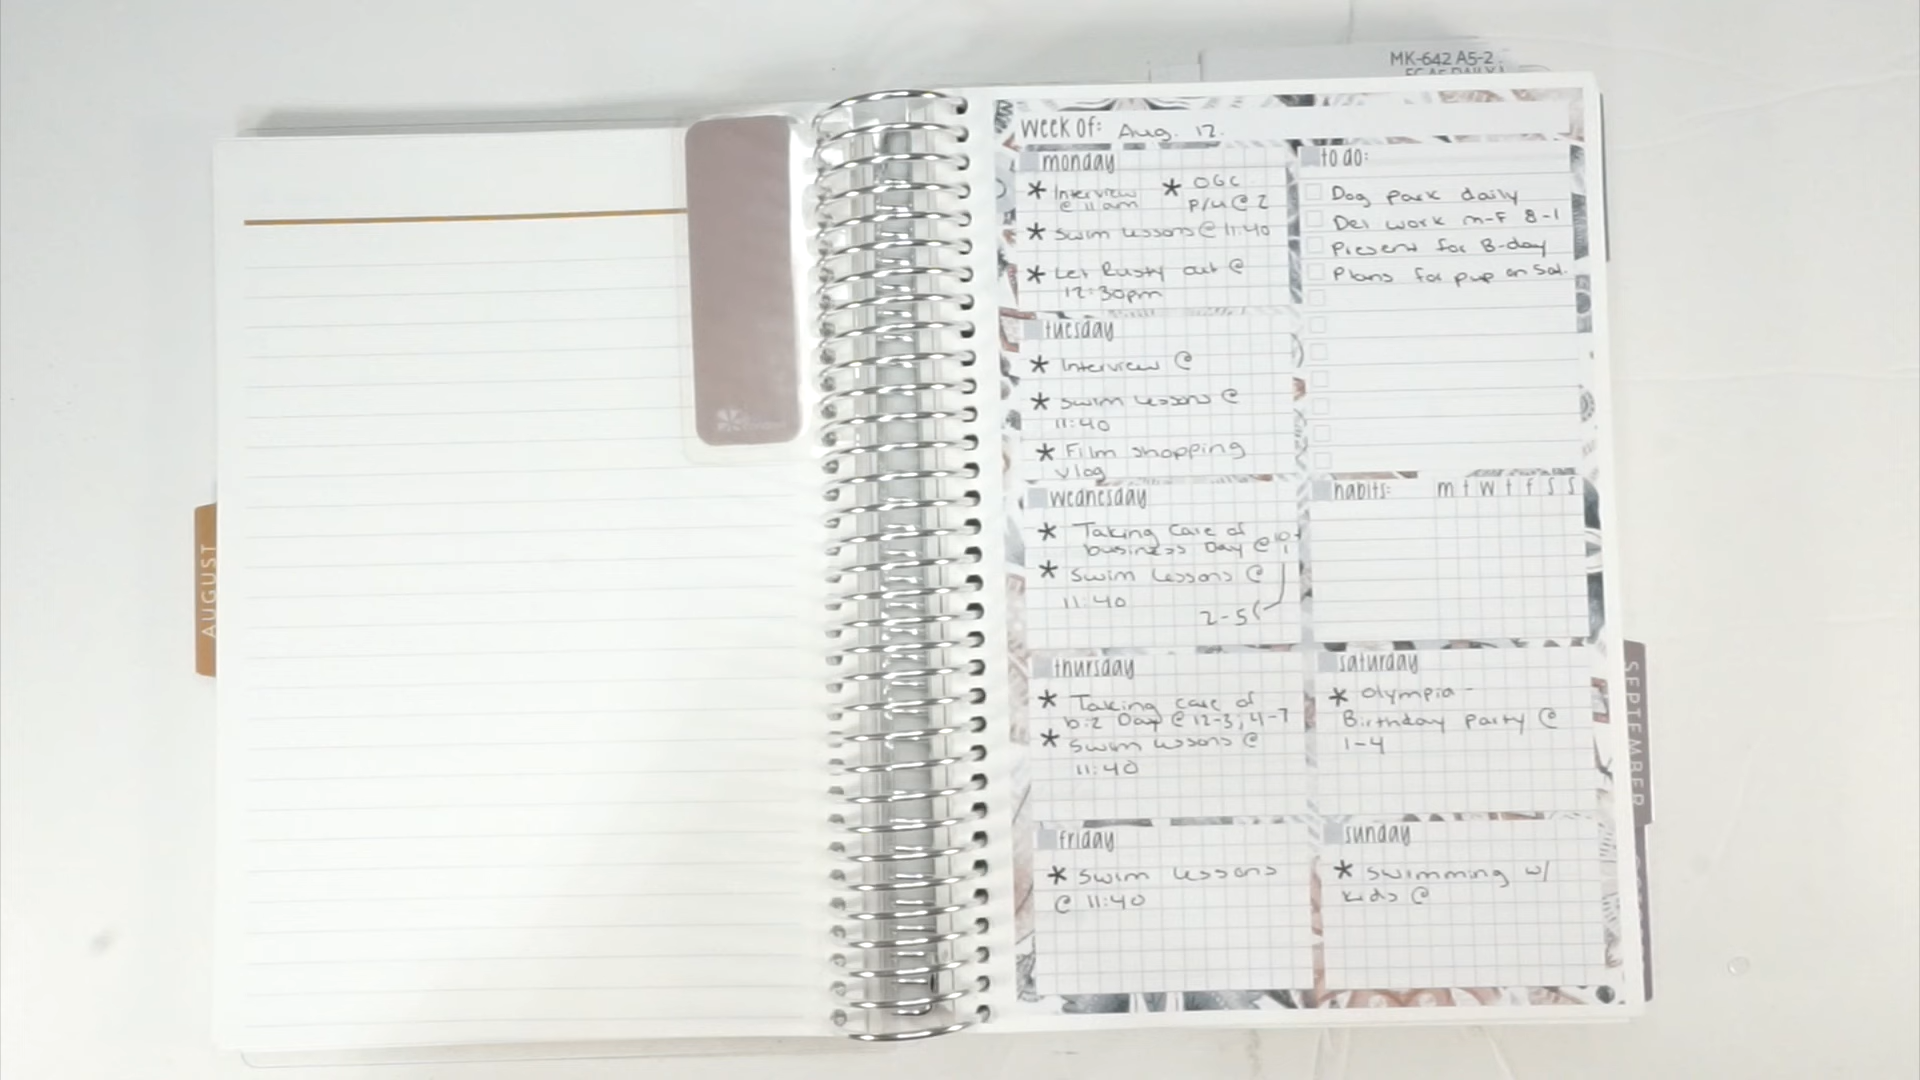 MK-642 A5-2
AUGUST
week of: Aug. 12.
monday
* Interview @ 11am
* OGC P/u @ 2
* Swim Lessons @ 11:40
* Let Rusty out @
12:30pm
tuesday
* Interview @
* Swim Lessons @
11:40
* Film shopping
vlog
wednesday
* Taking care of
business Day @
* Swim Lessons @
11:40
2-5
thursday
* Taking care of
Day @ 12-3, 4-7
* Swim Lessons @
11:40
friday
* Swim Lessons
@ 11:40
to do:
Dog park daily
work m-F 8-1
Present for B-day
Plans for pup on Sat.
habits: m t w t f s s
saturday
* Olympia -
Birthday Party @
1-4
sunday
* Swimming w/
kids @
SEPTEMBER